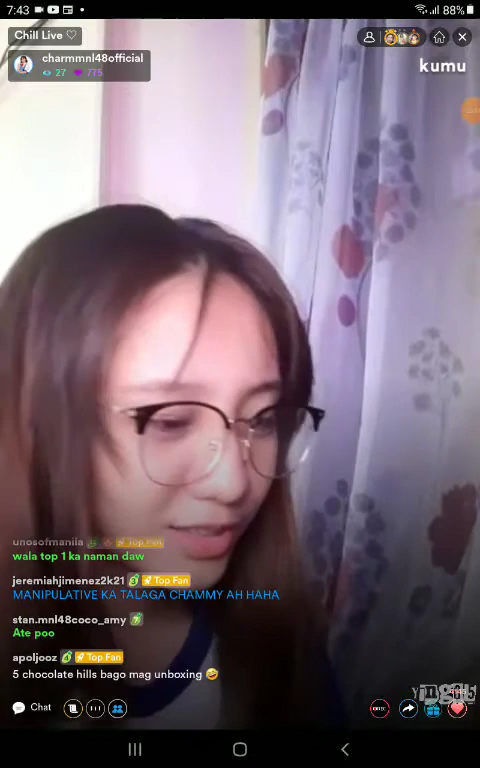 7:43
88%
Chill Live ♡
charmmnl48official
27 775
kumu
unosofmanila Top Fan
wala top 1 ka naman daw
jeremiahjimenez2k21 Top Fan
MANIPULATIVE KA TALAGA CHAMMY AH HAHA
stan.mnl48coco_amy
Ate poo
apoljooz Top Fan
5 chocolate hills bago mag unboxing 🤣
Chat